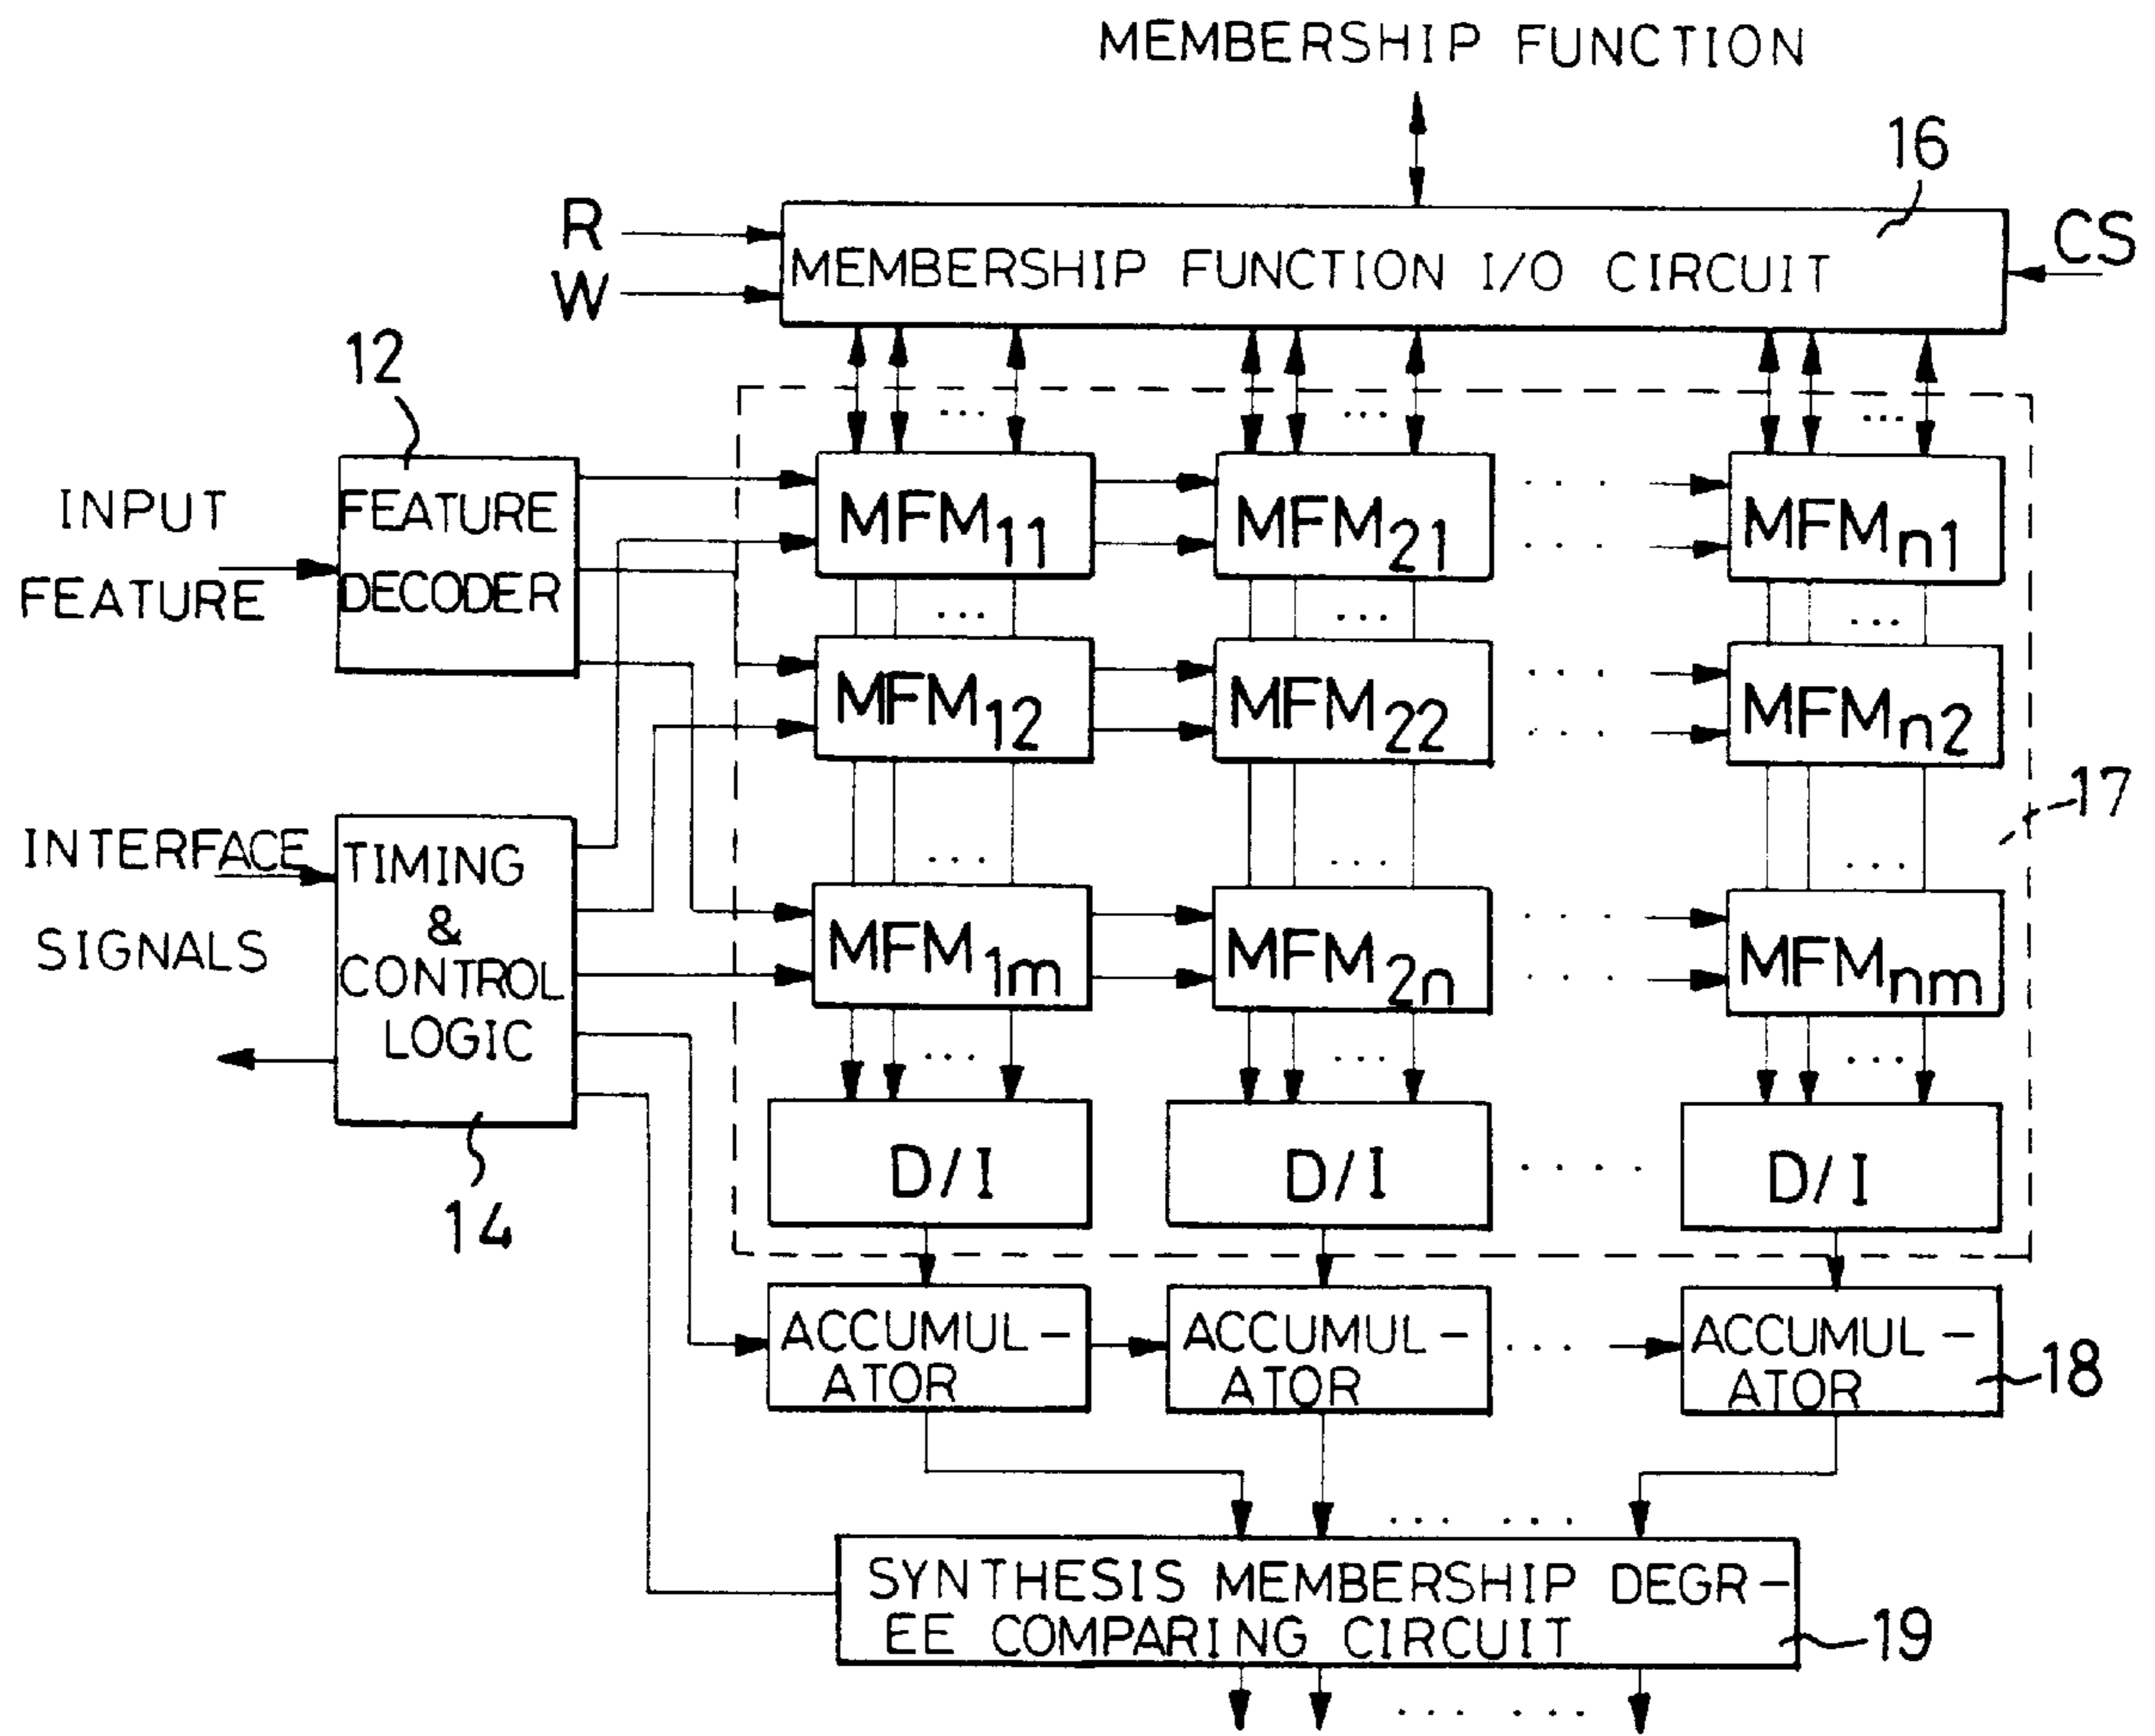 MEMBERSHIP FUNCTION
16
R
W
CS
MEMBERSHIP FUNCTION I/O CIRCUIT
12
INPUT
FEATURE
FEATURE
DECODER
MFM11
MFM21
MFMn1
MFM12
MFM22
MFMn2
17
INTERFACE
SIGNALS
TIMING
&
CONTROL
LOGIC
14
MFM1m
MFM2n
MFMnm
D/I
D/I
D/I
ACCUMUL-
ATOR
ACCUMUL-
ATOR
ACCUMUL-
ATOR
18
SYNTHESIS MEMBERSHIP DEGR-
EE COMPARING CIRCUIT
19